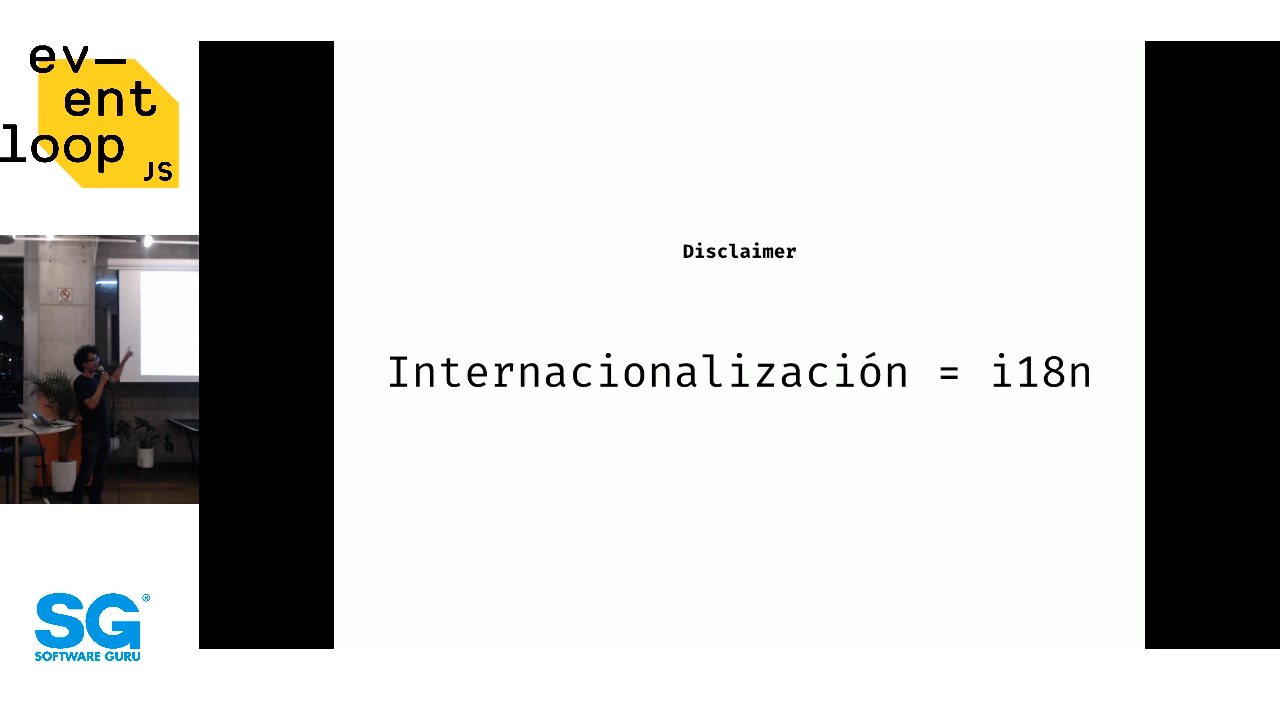 ev—
ent
loop
JS
Disclaimer
Internacionalización = i18n
SG®
SOFTWARE GURU